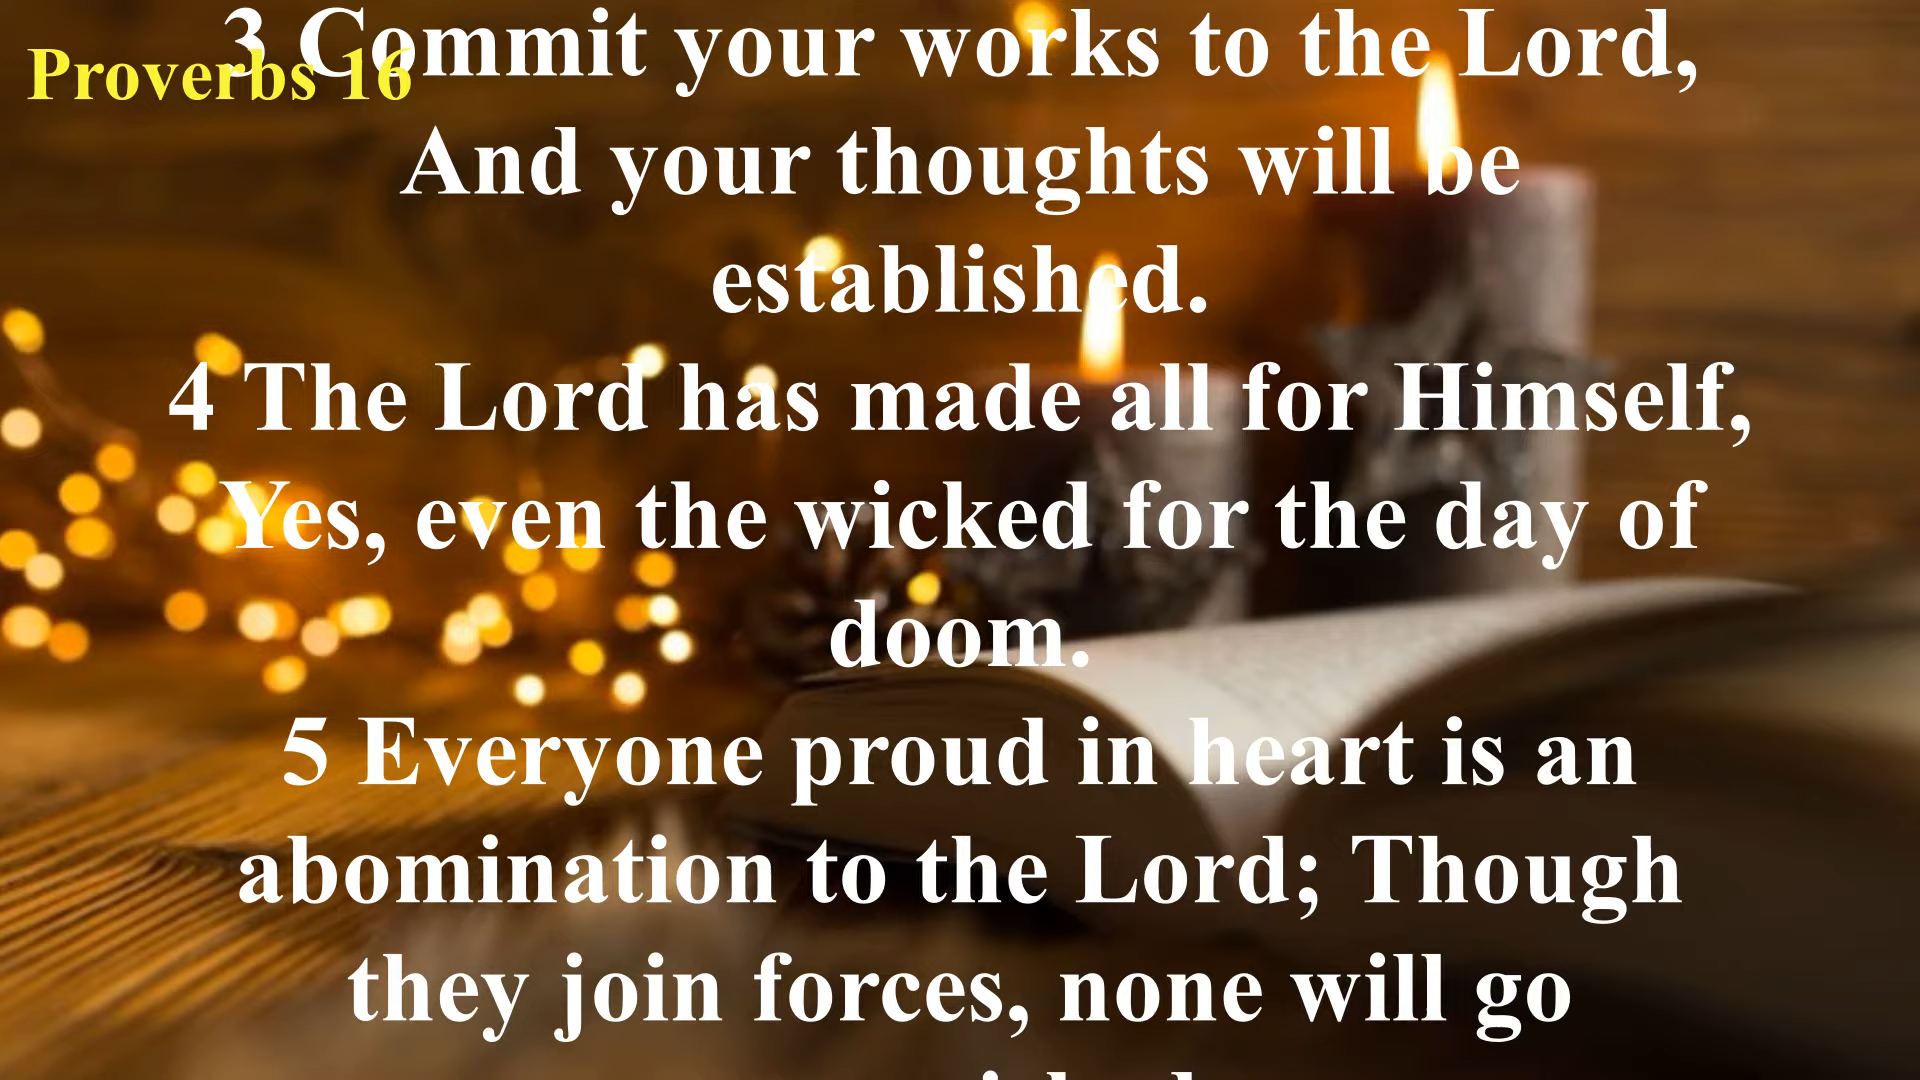 Proverbs 16
3 Commit your works to the Lord,
And your thoughts will be
established.
4 The Lord has made all for Himself,
Yes, even the wicked for the day of
doom.
5 Everyone proud in heart is an
abomination to the Lord; Though
they join forces, none will go